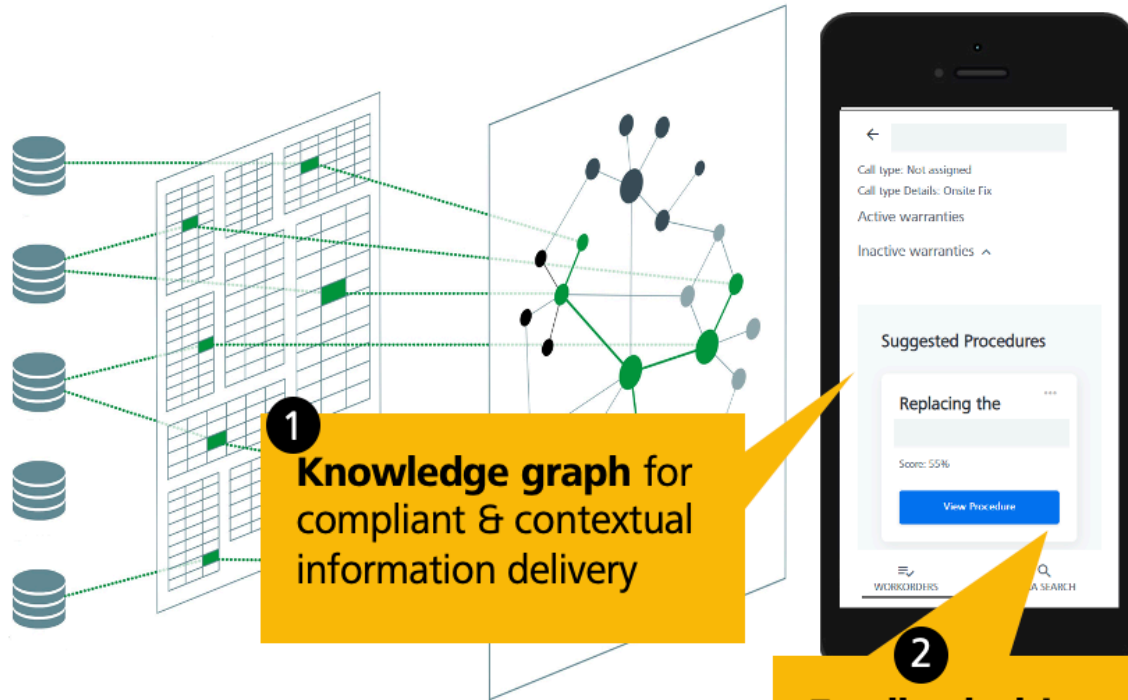 Call type: Not assigned
Call type Details: Onsite Fix
Active warranties
Inactive warranties
Suggested Procedures
Replacing the
Score: 55%
View Procedure
WORKORDERS
SEARCH
1
Knowledge graph for
compliant & contextual
information delivery
2